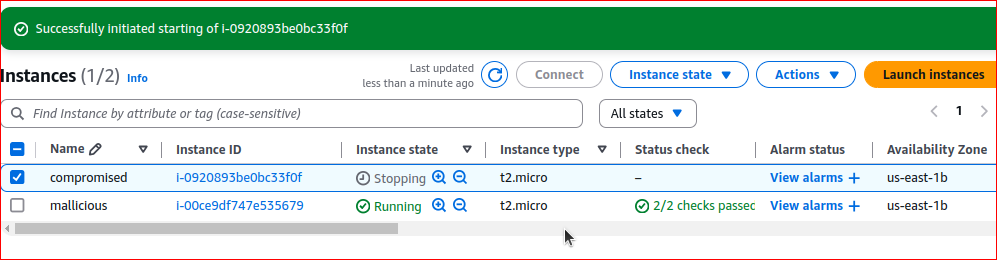 Successfully initiated starting of i-0920893be0bc33f0f
Instances (1/2) Info
Last updated
less than a minute ago
Connect
Instance state
Actions
Launch instances
Find Instance by attribute or tag (case-sensitive)
All states
1
Name Instance ID Instance state Instance type Status check Alarm status Availability Zone
compromised i-0920893be0bc33f0f Stopping t2.micro – View alarms + us-east-1b
mallicious i-00ce9df747e535679 Running t2.micro 2/2 checks passed View alarms + us-east-1b